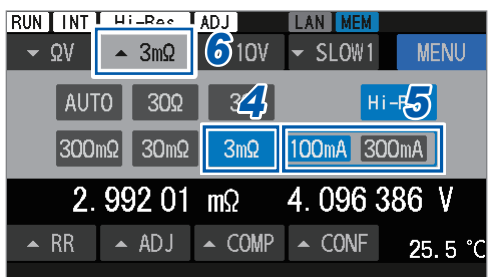 RUN INT Hi-Res ADJ LAN MEM
ΩV 3mΩ 6 10V SLOW1 MENU
AUTO 30Ω 3 4 Hi-R 5
300mΩ 30mΩ 3mΩ 100mA 300mA
2.992 01 mΩ 4.096 386 V
RR ADJ COMP CONF 25.5 °C